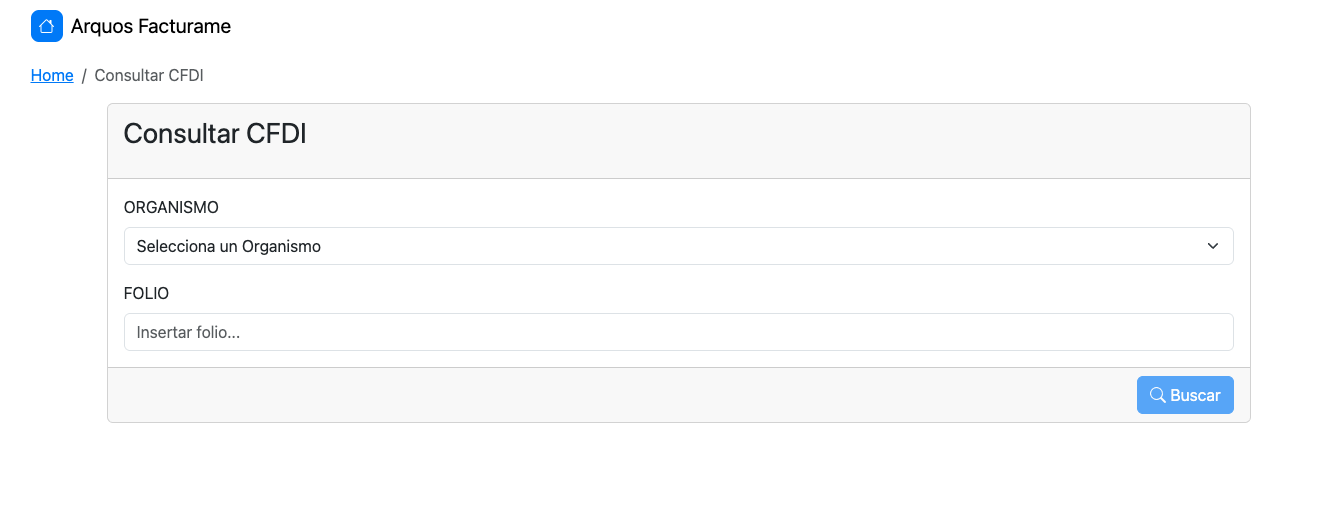 Arquos Facturame
Home / Consultar CFDI
Consultar CFDI
ORGANISMO
Selecciona un Organismo
FOLIO
Insertar folio...
Buscar